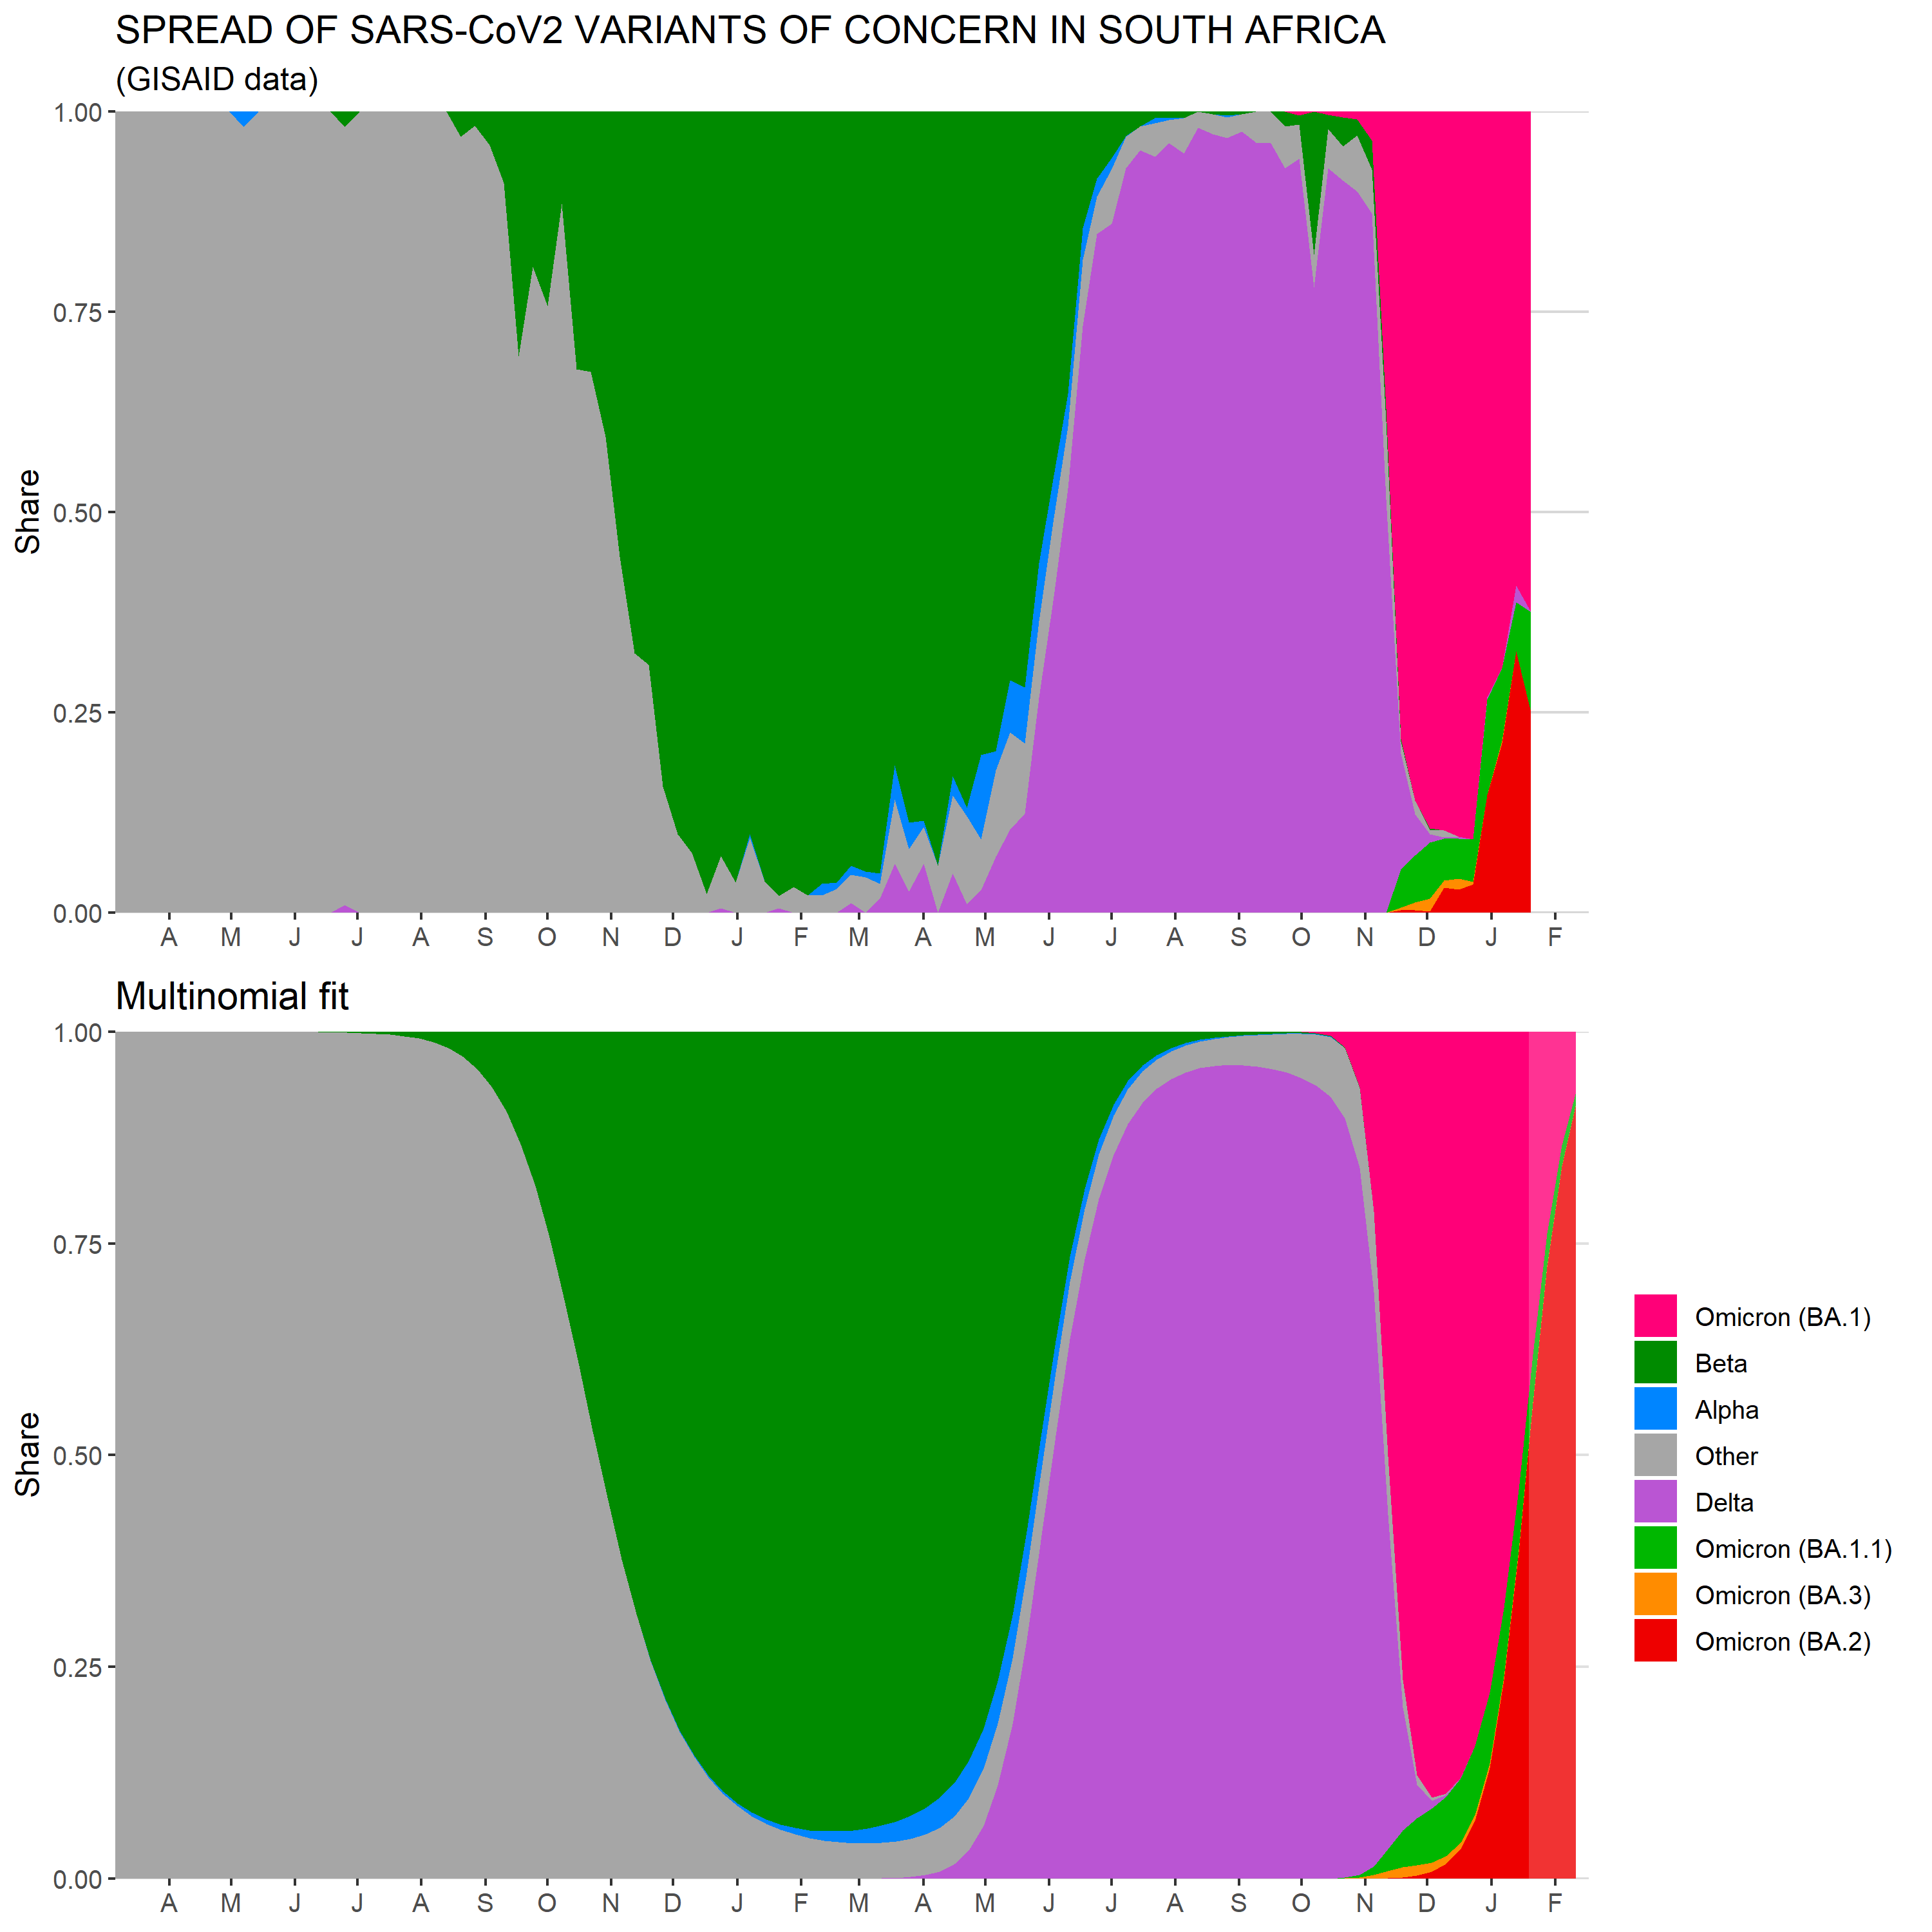 SPREAD OF SARS-CoV2 VARIANTS OF CONCERN IN SOUTH AFRICA
(GISAID data)
1.00
0.75
0.50
0.25
0.00
Share
A M J J A S O N D J F M A M J J A S O N D J F
Multinomial fit
1.00
0.75
0.50
0.25
0.00
Share
A M J J A S O N D J F M A M J J A S O N D J F
Omicron (BA.1)
Beta
Alpha
Other
Delta
Omicron (BA.1.1)
Omicron (BA.3)
Omicron (BA.2)